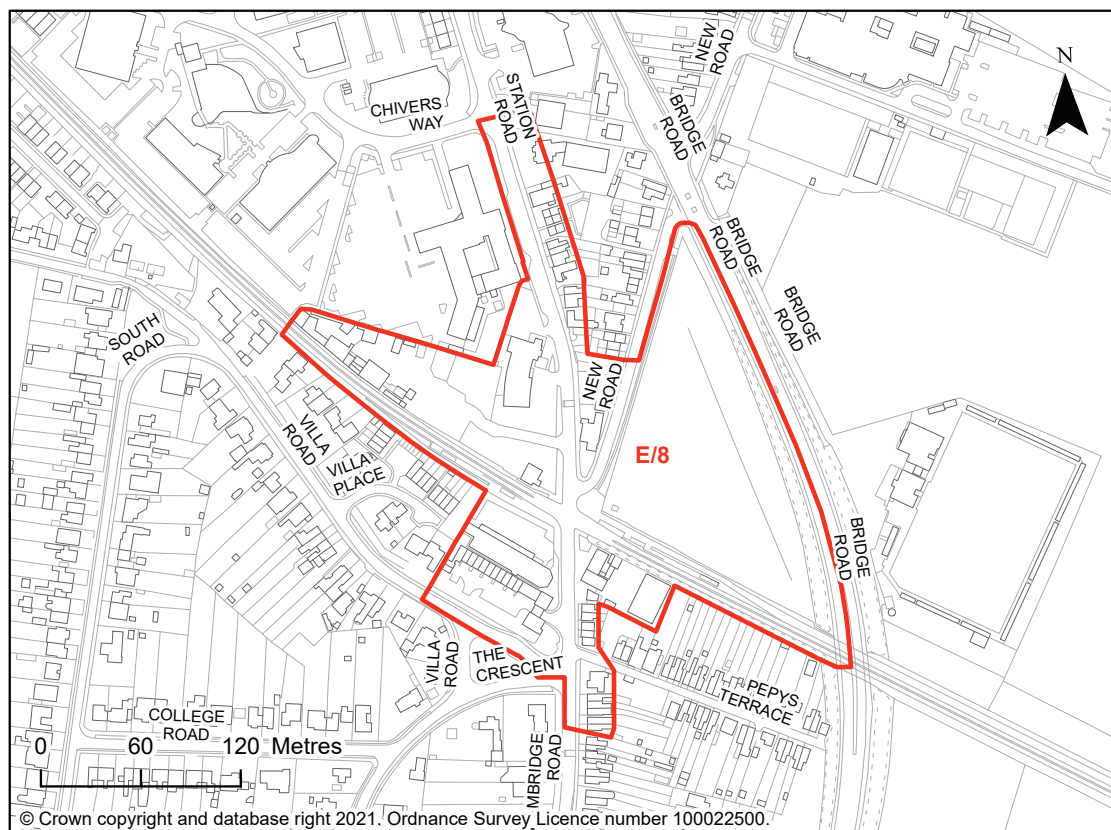 NEW
ROAD
N
STATION
ROAD
CHIVERS
WAY
BRIDGE
ROAD
BRIDGE
ROAD
BRIDGE
ROAD
SOUTH
ROAD
NEW
ROAD
VILLA
ROAD
VILLA
PLACE
E/8
BRIDGE
ROAD
VILLA
ROAD
THE
CRESCENT
PEPYS
TERRACE
COLLEGE
ROAD
MBRIDGE
ROAD
0 60 120 Metres
© Crown copyright and database right 2021. Ordnance Survey Licence number 100022500.